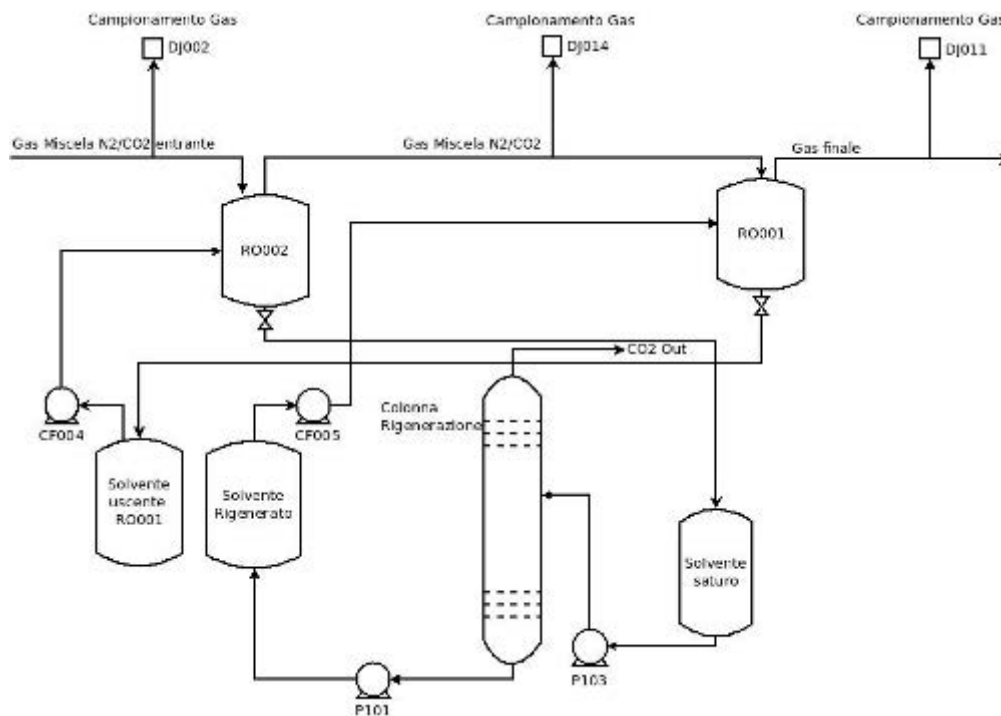 Campionamento Gas
DJ002
Campionamento Gas
DJ014
Campionamento Gas
DJ011
Gas Miscela N2/CO2 entrante
Gas Miscela N2/CO2
Gas finale
RO002
RO001
CO2 Out
Colonna
Rigenerazione
CF004
CF005
Solvente
uscente
RO001
Solvente
Rigenerato
Solvente
saturo
P103
P101